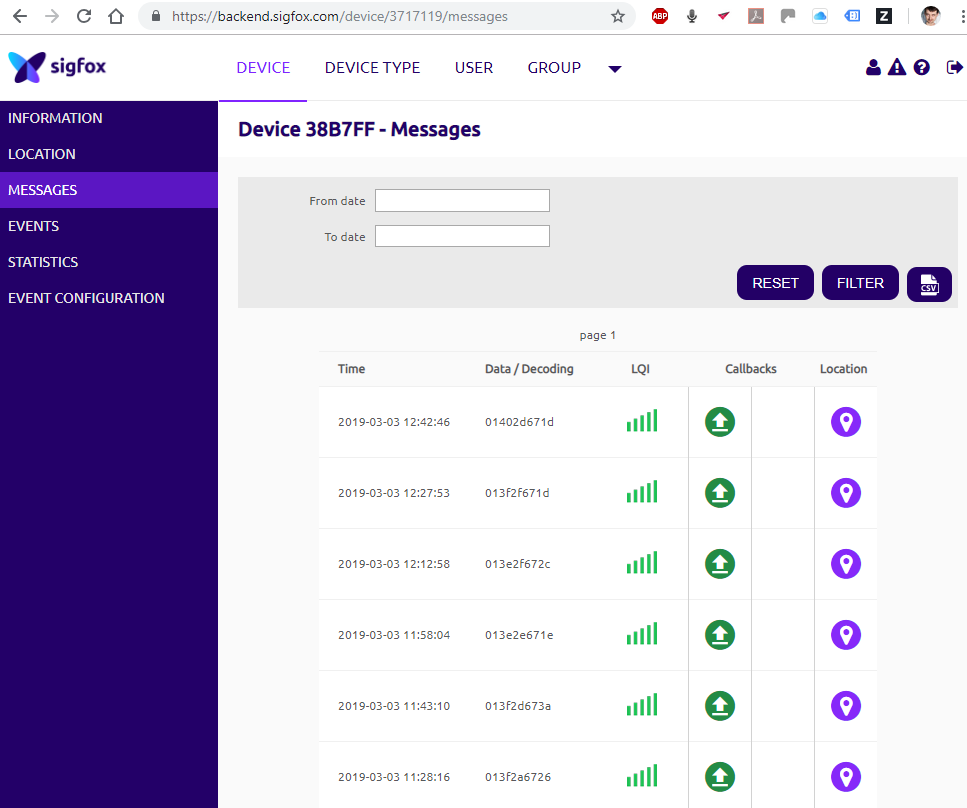 https://backend.sigfox.com/device/3717119/messages
ABP
Z
sigfox
DEVICE DEVICE TYPE USER GROUP
INFORMATION
LOCATION
MESSAGES
EVENTS
STATISTICS
EVENT CONFIGURATION
Device 38B7FF - Messages
From date
To date
RESET FILTER CSV
page 1
Time Data / Decoding LQI Callbacks Location
2019-03-03 12:42:46 01402d671d
2019-03-03 12:27:53 013f2f671d
2019-03-03 12:12:58 013e2f672c
2019-03-03 11:58:04 013e2e671e
2019-03-03 11:43:10 013f2d673a
2019-03-03 11:28:16 013f2a6726